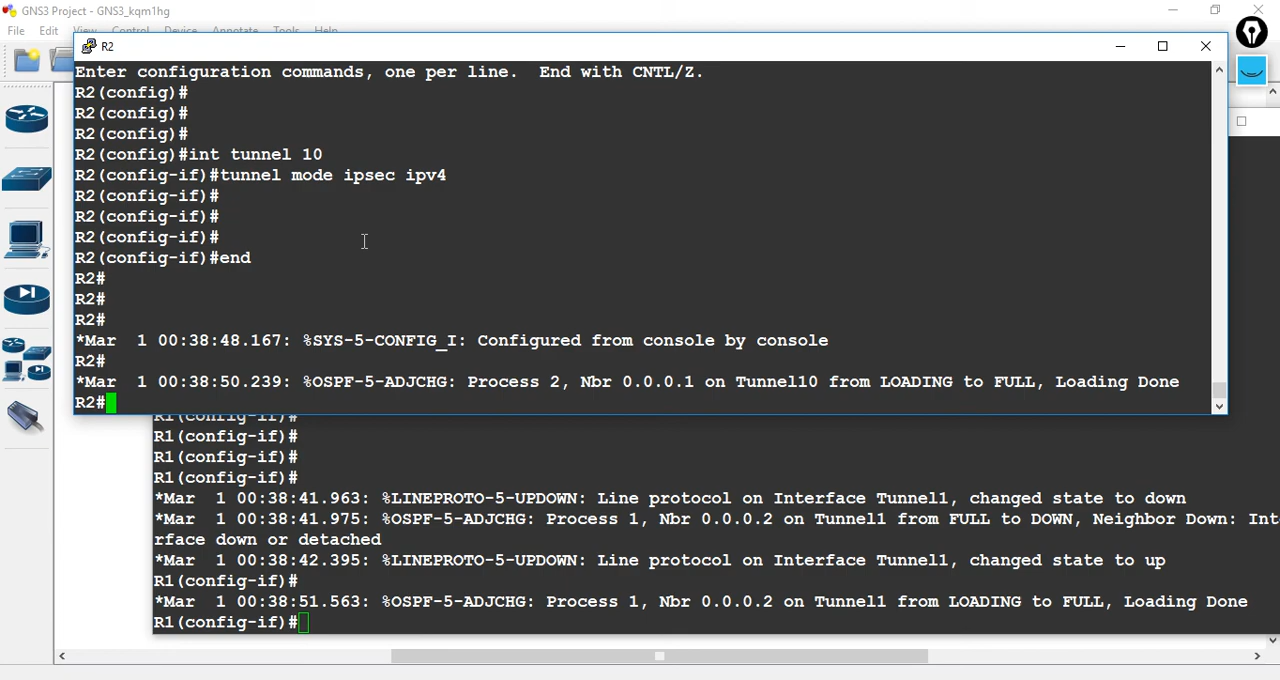 GNS3 Project - GNS3_kqm1hg
File Edit View Control Device Annotate Tools Help
R2
Enter configuration commands, one per line.  End with CNTL/Z.
R2(config)#
R2(config)#
R2(config)#
R2(config)#int tunnel 10
R2(config-if)#tunnel mode ipsec ipv4
R2(config-if)#
R2(config-if)#
R2(config-if)#
R2(config-if)#end
R2#
R2#
R2#
*Mar  1 00:38:48.167: %SYS-5-CONFIG_I: Configured from console by console
R2#
*Mar  1 00:38:50.239: %OSPF-5-ADJCHG: Process 2, Nbr 0.0.0.1 on Tunnel10 from LOADING to FULL, Loading Done
R2#
R1(config-if)#
R1(config-if)#
R1(config-if)#
R1(config-if)#
*Mar  1 00:38:41.963: %LINEPROTO-5-UPDOWN: Line protocol on Interface Tunnel1, changed state to down
*Mar  1 00:38:41.975: %OSPF-5-ADJCHG: Process 1, Nbr 0.0.0.2 on Tunnel1 from FULL to DOWN, Neighbor Down: Int
rface down or detached
*Mar  1 00:38:42.395: %LINEPROTO-5-UPDOWN: Line protocol on Interface Tunnel1, changed state to up
R1(config-if)#
*Mar  1 00:38:51.563: %OSPF-5-ADJCHG: Process 1, Nbr 0.0.0.2 on Tunnel1 from LOADING to FULL, Loading Done
R1(config-if)#